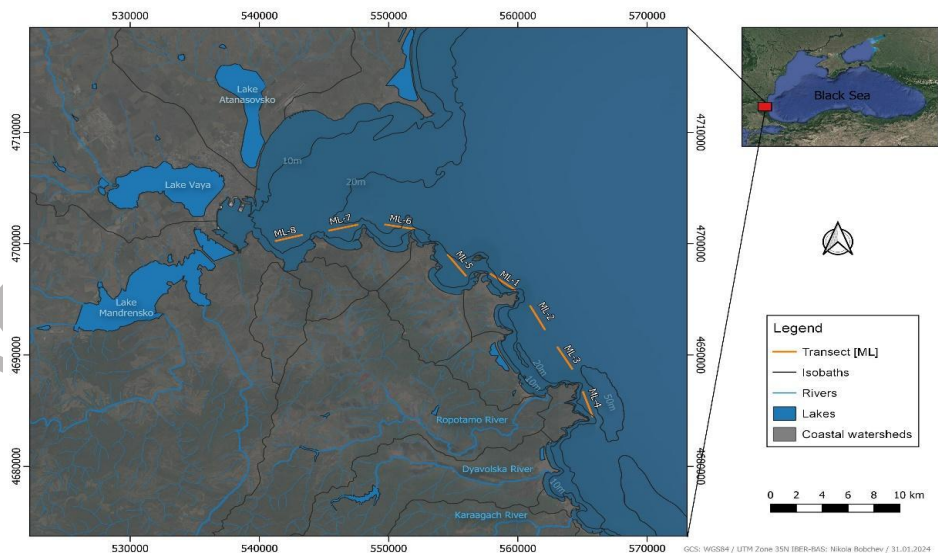 530000 540000 550000 560000 570000
Black Sea
Lake
Atanasovsko
4710000
4710000
10m
20m
Lake Vaya
ML-8
ML-7
ML-6
4700000
4700000
ML-5
ML-1
Lake
Mandrensko
ML-2
ML-3
4690000
4690000
20m
10m
ML-4
50m
Ropotamo River
Dyavolska River
4680000
4680000
10m
Karaagach River
530000 540000 550000 560000 570000
Legend
Transect [ML]
Isobaths
Rivers
Lakes
Coastal watersheds
0 2 4 6 8 10 km
GCS: WGS84 / UTM Zone 35N IBER-BAS: Nikola Bobchev / 31.01.2024